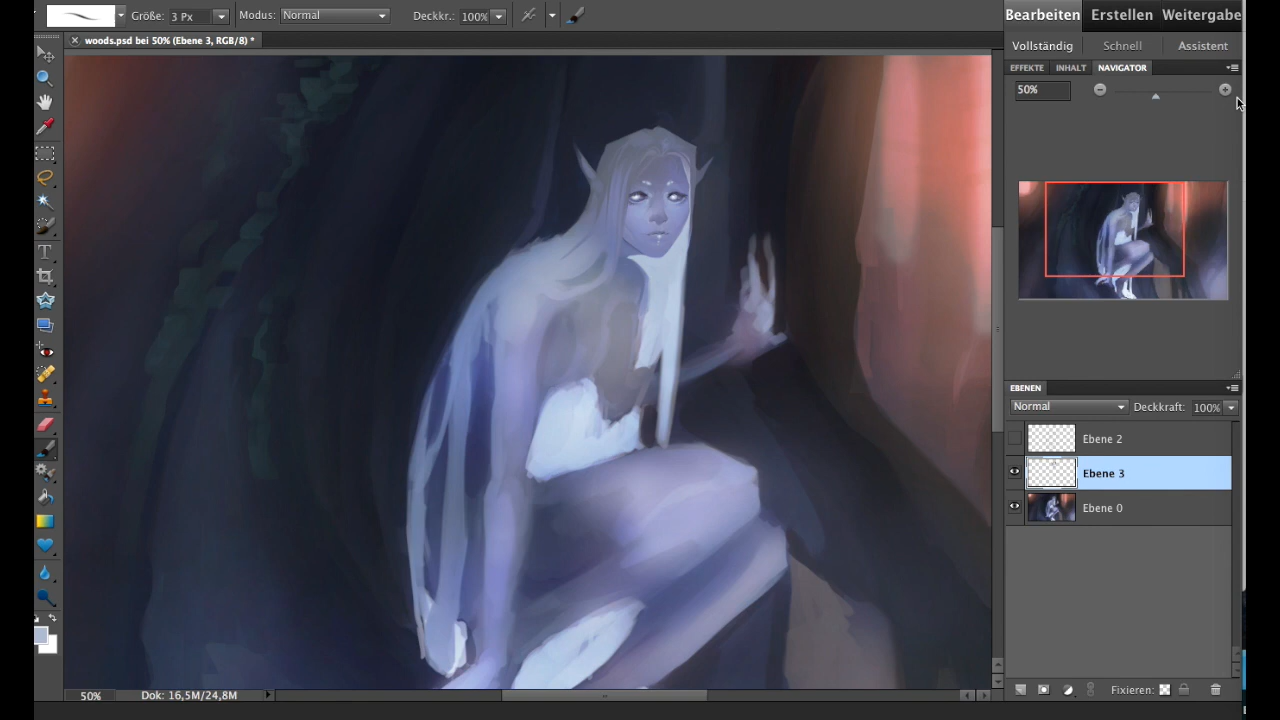 Größe: 3 Px Modus: Normal Deckkr.: 100%
Bearbeiten Erstellen Weitergabe
woods.psd bei 50% (Ebene 3, RGB/8) *
Vollständig Schnell Assistent
EFFEKTE INHALT NAVIGATOR
50%
EBENEN
Normal Deckkraft: 100%
Ebene 2
Ebene 3
Ebene 0
50% Dok: 16,5M/24,8M
Fixieren: